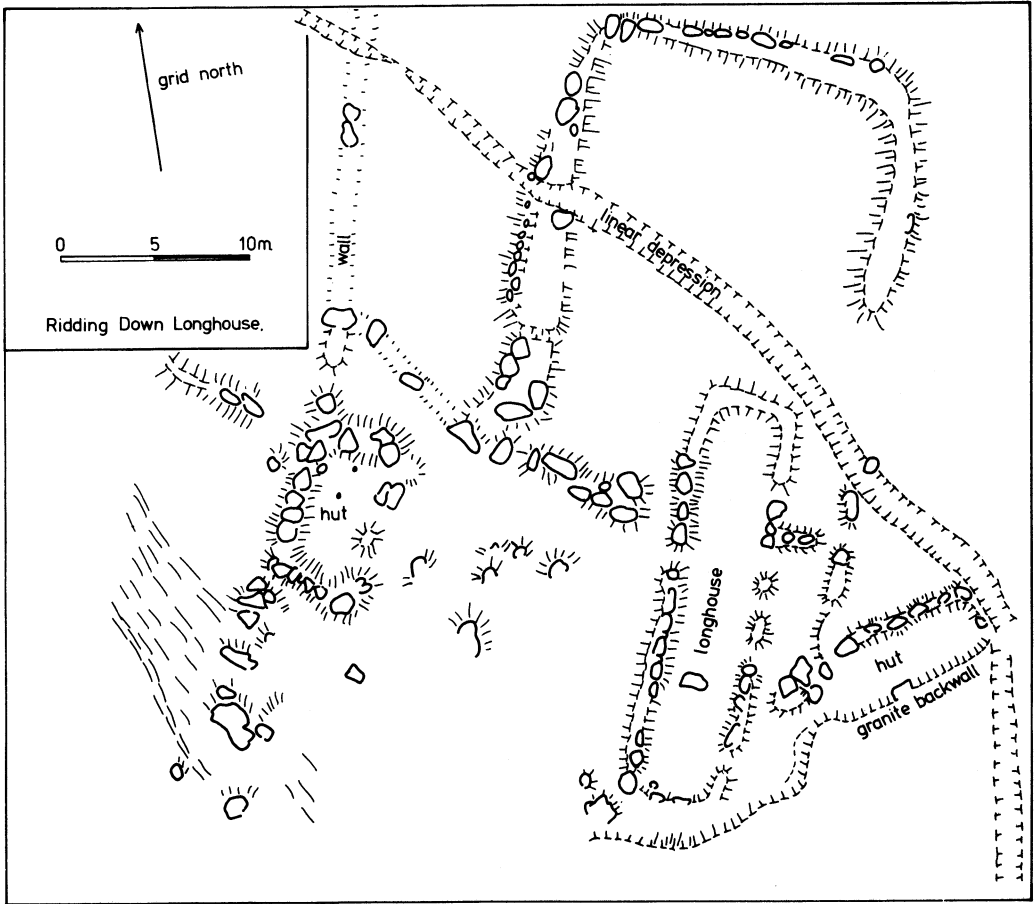 grid north
0 5 10m.
Ridding Down Longhouse.
wall
linear depression
hut
longhouse
hut
granite backwall